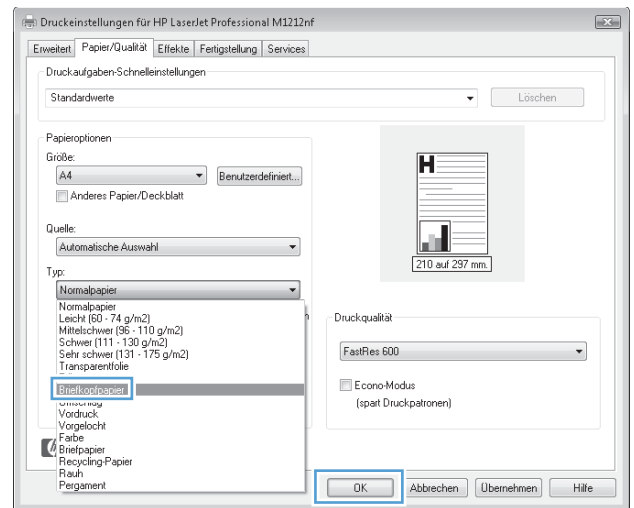 Druckeinstellungen für HP LaserJet Professional M1212nf
Erweitert Papier/Qualität Effekte Fertigstellung Services
Druckaufgaben-Schnelleinstellungen
Standardwerte
Löschen
Papieroptionen
Größe:
A4
Benutzerdefiniert...
Anderes Papier/Deckblatt
Quelle:
Automatische Auswahl
Typ:
Normalpapier
Normalpapier
Leicht (60 - 74 g/m2)
Mittelschwer (96 - 110 g/m2)
Schwer (111 - 130 g/m2)
Sehr schwer (131 - 175 g/m2)
Transparentfolie
Briefkopfpapier
Umschlag
Vordruck
Vorgelocht
Farbe
Briefpapier
Recycling-Papier
Rauh
Pergament
H
210 auf 297 mm.
Druckqualität
FastRes 600
Econo-Modus
(spart Druckpatronen)
OK Abbrechen Übernehmen Hilfe